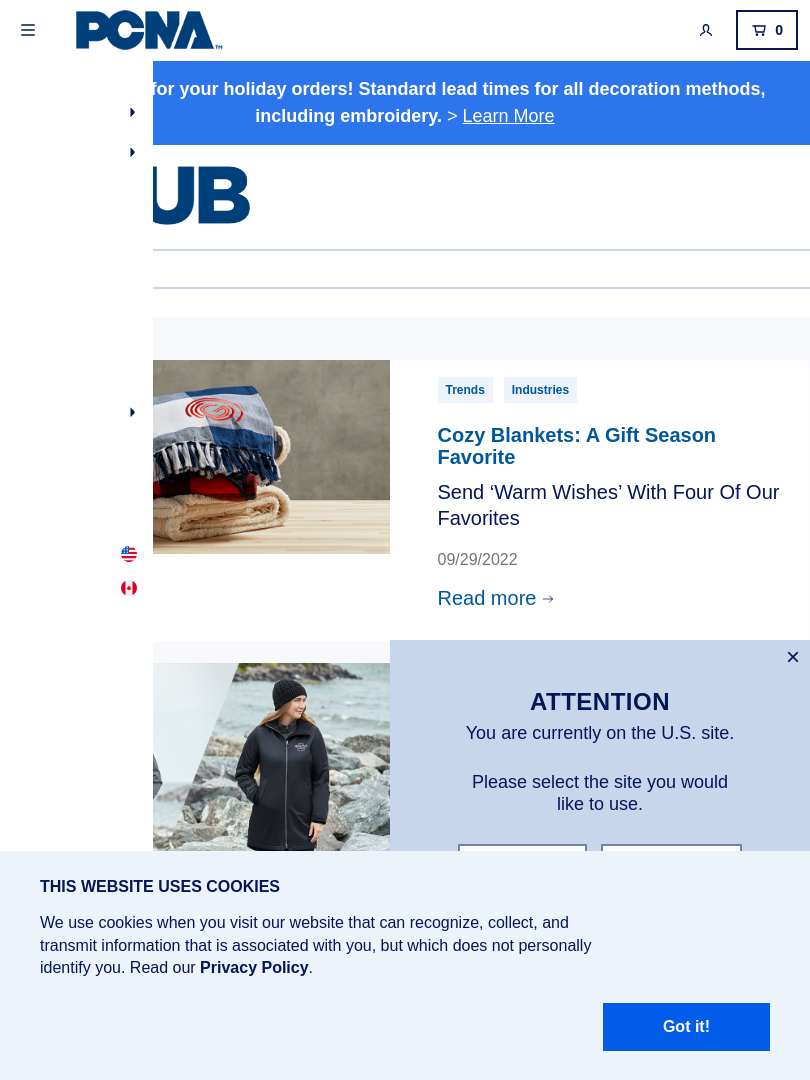 PCNA™
0
for your holiday orders! Standard lead times for all decoration methods,
including embroidery. > Learn More
UB
Trends Industries
Cozy Blankets: A Gift Season
Favorite
Send ‘Warm Wishes’ With Four Of Our
Favorites
09/29/2022
Read more
ATTENTION
You are currently on the U.S. site.
Please select the site you would
like to use.
THIS WEBSITE USES COOKIES
We use cookies when you visit our website that can recognize, collect, and
transmit information that is associated with you, but which does not personally
identify you. Read our Privacy Policy.
Got it!